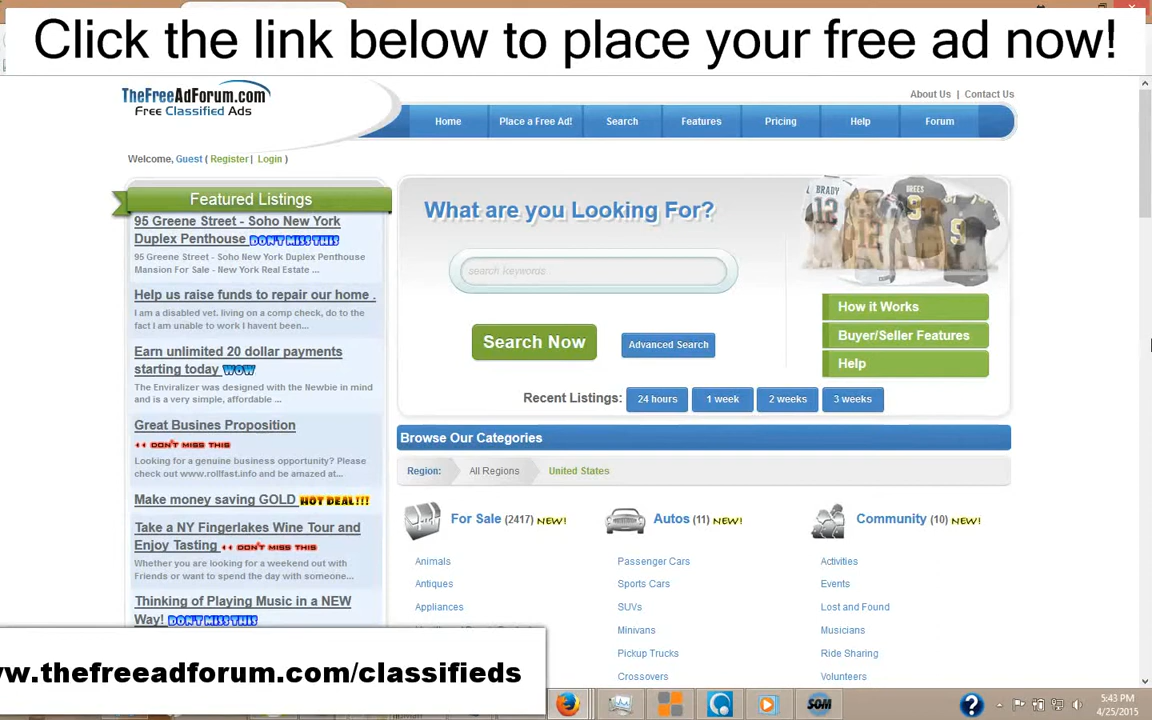 Click the link below to place your free ad now!
TheFreeAdForum.com
Free Classified Ads
About Us | Contact Us
Home
Place a Free Ad!
Search
Features
Pricing
Help
Forum
Welcome, Guest ( Register | Login )
Featured Listings
95 Greene Street - Soho New York
Duplex Penthouse DON'T MISS THIS
95 Greene Street - Soho New York Duplex Penthouse
Mansion For Sale - New York Real Estate ...
Help us raise funds to repair our home .
I am a disabled vet. living on a comp check, do to the
fact I am unable to work I havent been...
Earn unlimited 20 dollar payments
starting today WOW
The Enviralizer was designed with the Newbie in mind
and is a very simple, affordable ...
Great Busines Proposition
DON'T MISS THIS
Looking for a genuine business opportunity? Please
check out www.rollfast.info and be amazed at...
Make money saving GOLD HOT DEAL!!!
Take a NY Fingerlakes Wine Tour and
Enjoy Tasting DON'T MISS THIS
Whether you are looking for a weekend out with
Friends or want to spend the day with someone...
Thinking of Playing Music in a NEW
Way! DON'T MISS THIS
What are you Looking For?
search keywords
Search Now
Advanced Search
BRADY
12
BREES
9
How it Works
Buyer/Seller Features
Help
Recent Listings:
24 hours
1 week
2 weeks
3 weeks
Browse Our Categories
Region:
All Regions
United States
For Sale (2417) NEW!
Animals
Antiques
Appliances
Autos (11) NEW!
Passenger Cars
Sports Cars
SUVs
Minivans
Pickup Trucks
Crossovers
Community (10) NEW!
Activities
Events
Lost and Found
Musicians
Ride Sharing
Volunteers
w.thefreeadforum.com/classifieds
SOM
5:43 PM
4/25/2015